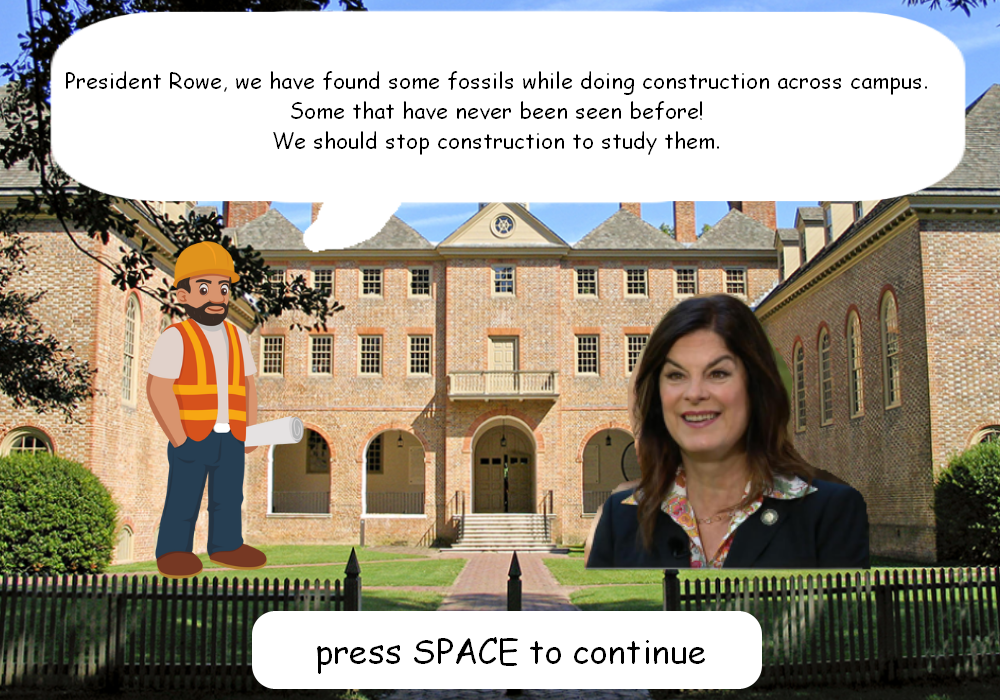 President Rowe, we have found some fossils while doing construction across campus.
Some that have never been seen before!
We should stop construction to study them.
press SPACE to continue